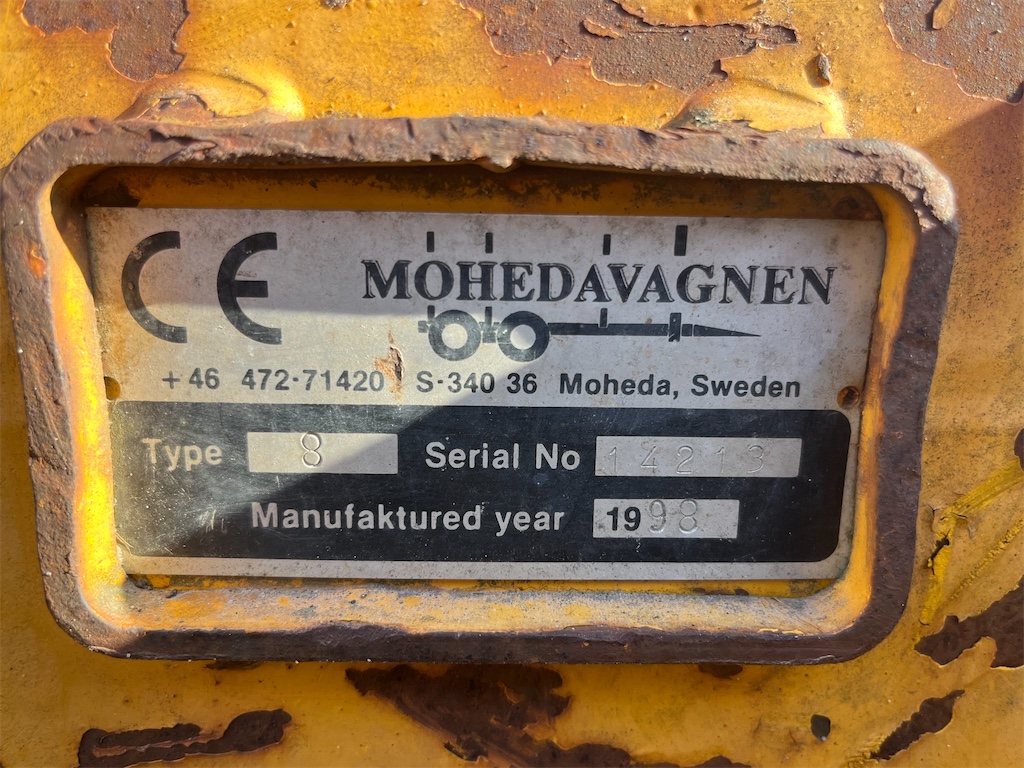 CE MOHEDAVAGNEN
+46 472-71420 S-340 36 Moheda, Sweden
Type 8 Serial No 14213
Manufaktured year 1998